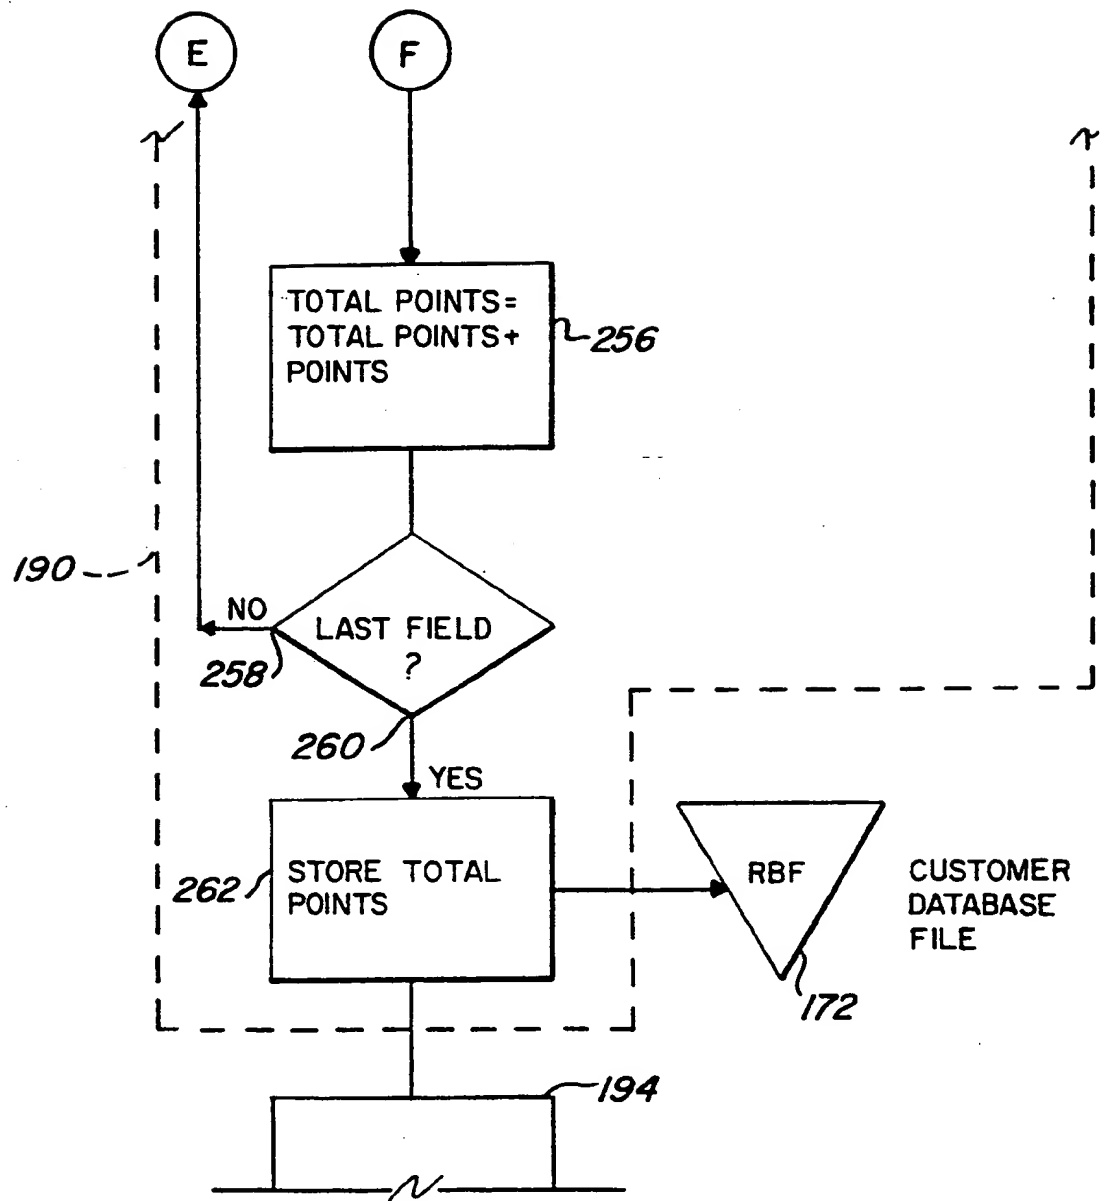 E
F
TOTAL POINTS=
TOTAL POINTS+
POINTS
256
190
NO
LAST FIELD
?
258
260
YES
STORE TOTAL
POINTS
262
RBF
CUSTOMER
DATABASE
FILE
172
194